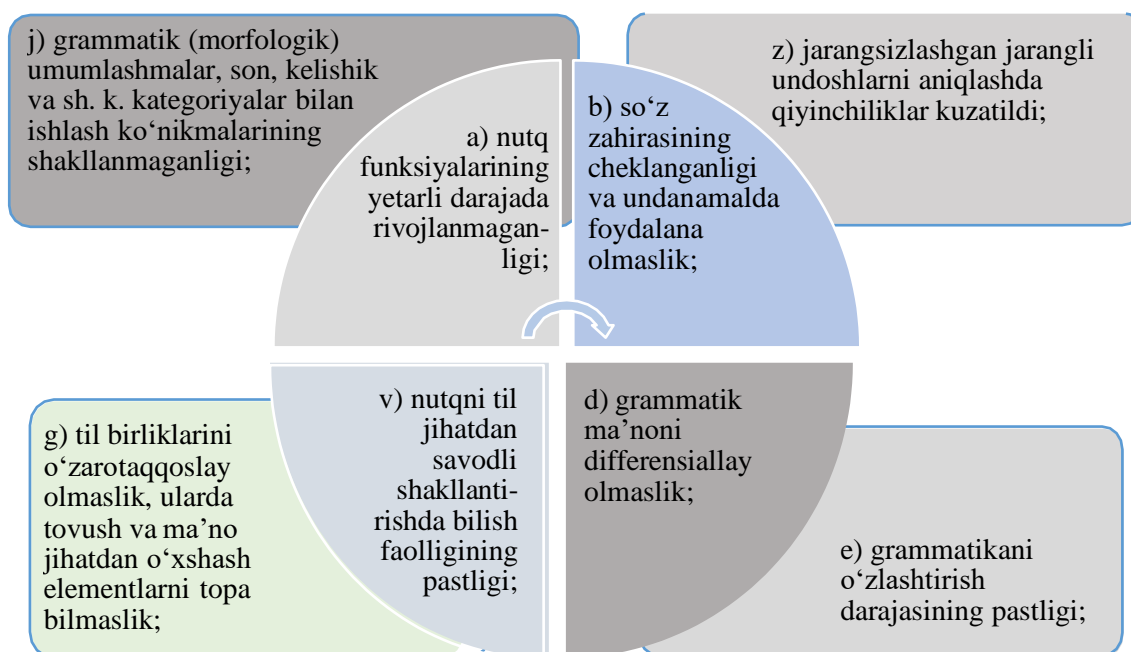 j) grammatik (morfologik)
umumlashmalar, son, kelishik
va sh. k. kategoriyalar bilan
ishlash ko‘nikmalarining
shakllanmaganligi;
a) nutq
funksiyalarining
yetarli darajada
rivojlanmagan-
ligi;
b) so‘z
zahirasining
cheklanganligi
va undanamalda
foydalana
olmaslik;
z) jarangsizlashgan jarangli
undoshlarni aniqlashda
qiyinchiliklar kuzatildi;
g) til birliklarini
o‘zarotaqqoslay
olmaslik, ularda
tovush va ma’no
jihatdan o‘xshash
elementlarni topa
bilmaslik;
v) nutqni til
jihatdan
savodli
shakllanti-
rishda bilish
faolligining
pastligi;
d) grammatik
ma’noni
differensiallay
olmaslik;
e) grammatikani
o‘zlashtirish
darajasining pastligi;